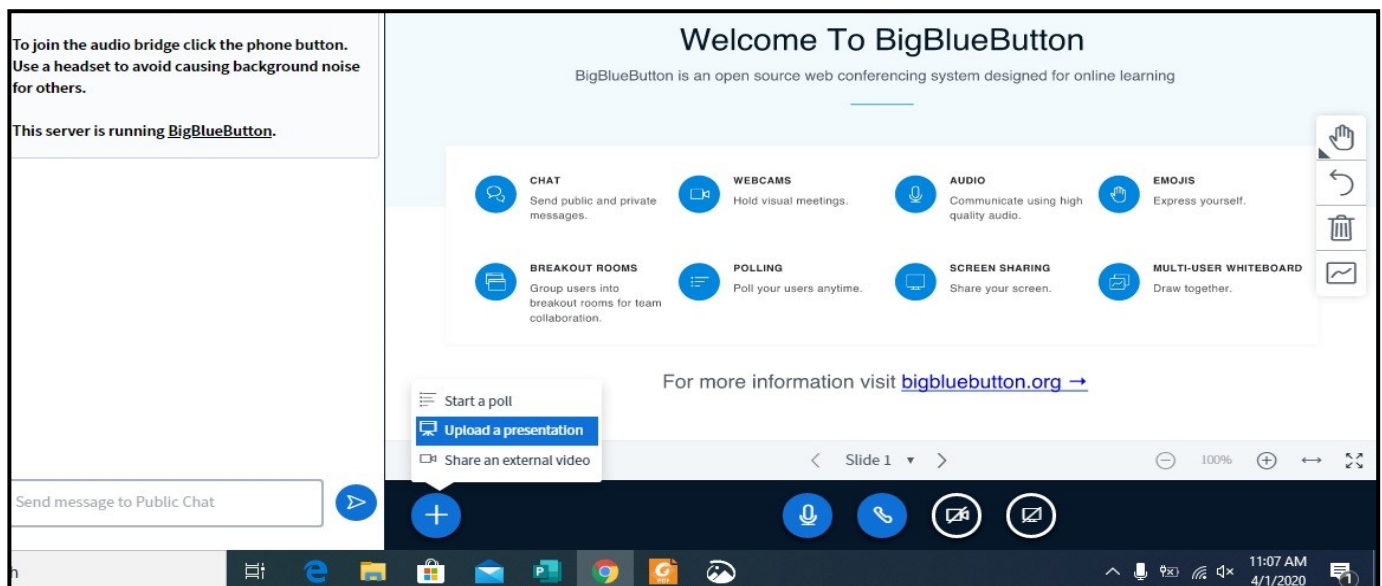 To join the audio bridge click the phone button.
Use a headset to avoid causing background noise
for others.
This server is running BigBlueButton.
Send message to Public Chat
Welcome To BigBlueButton
BigBlueButton is an open source web conferencing system designed for online learning
CHAT
Send public and private
messages.
WEBCAMS
Hold visual meetings.
AUDIO
Communicate using high
quality audio.
EMOJIS
Express yourself.
BREAKOUT ROOMS
Group users into
breakout rooms for team
collaboration.
POLLING
Poll your users anytime.
SCREEN SHARING
Share your screen.
MULTI-USER WHITEBOARD
Draw together.
For more information visit bigbluebutton.org →
Start a poll
Upload a presentation
Share an external video
Slide 1
100%
h
11:07 AM
4/1/2020